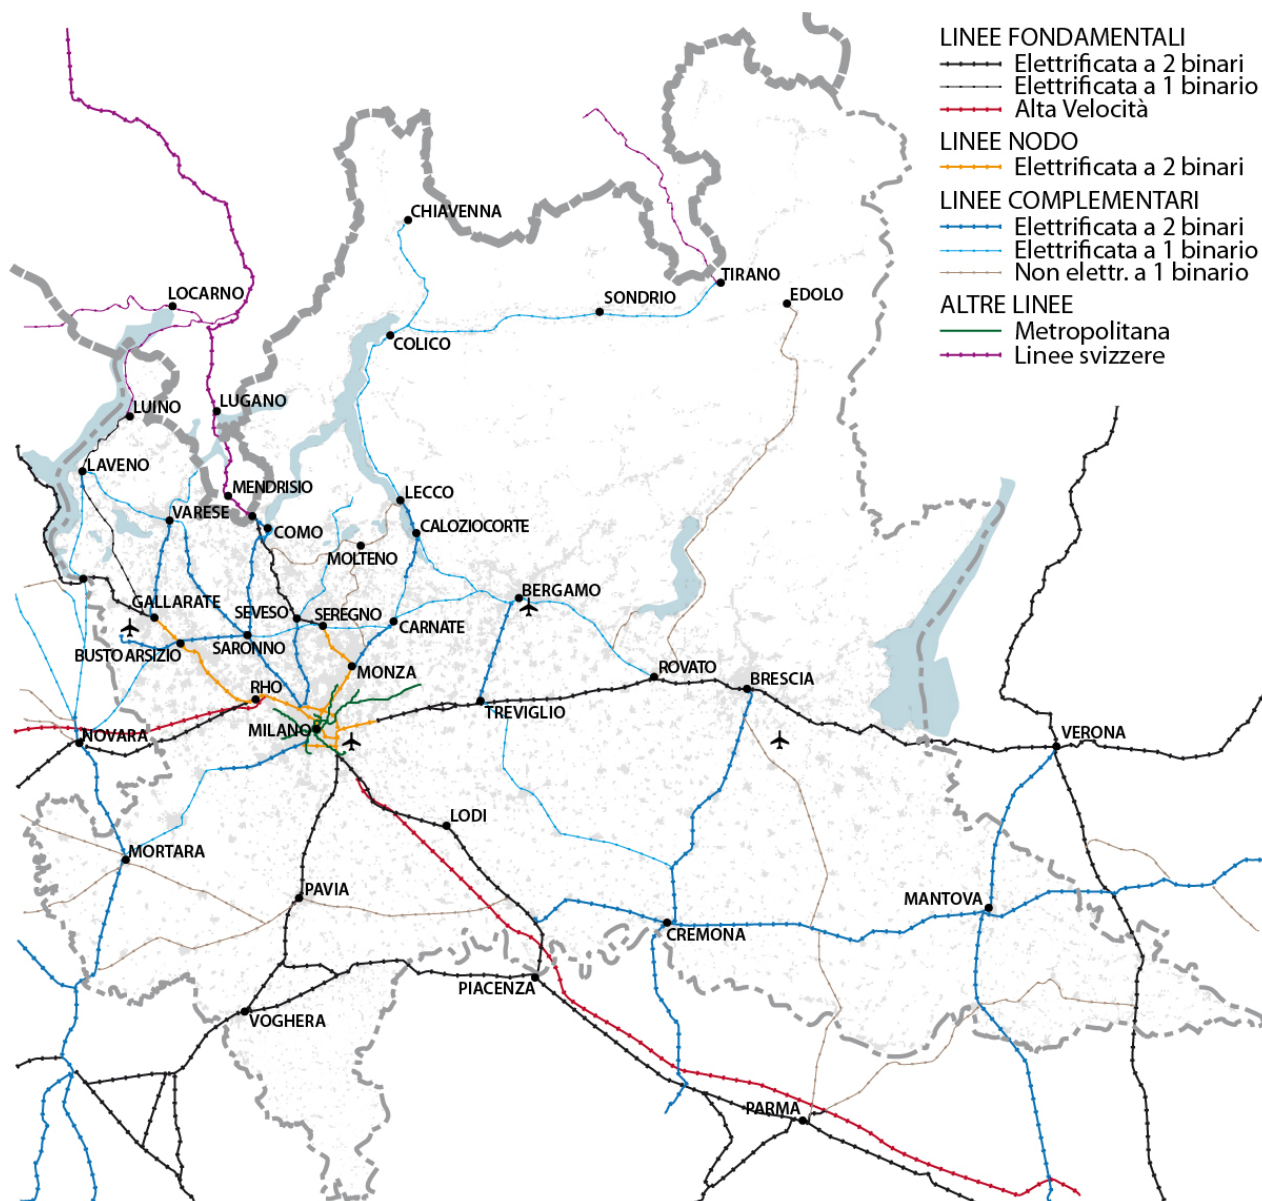 LINEE FONDAMENTALI
Elettrificata a 2 binari
Elettrificata a 1 binario
Alta Velocità
LINEE NODO
Elettrificata a 2 binari
LINEE COMPLEMENTARI
Elettrificata a 2 binari
Elettrificata a 1 binario
Non elettr. a 1 binario
ALTRE LINEE
Metropolitana
Linee svizzere
CHIAVENNA
TIRANO
LOCARNO
SONDRIO
EDOLO
COLICO
LUINO
LUGANO
LAVENO
MENDRISIO
LECCO
VARESE
COMO
CALOZIOCORTE
MOLTENO
BERGAMO
GALLARATE
SEVESO
SEREGNO
CARNATE
BUSTO ARSIZIO
SARONNO
MONZA
ROVATO
BRESCIA
RHO
TREVIGLIO
MILANO
NOVARA
VERONA
LODI
MORTARA
PAVIA
MANTOVA
CREMONA
PIACENZA
VOGHERA
PARMA